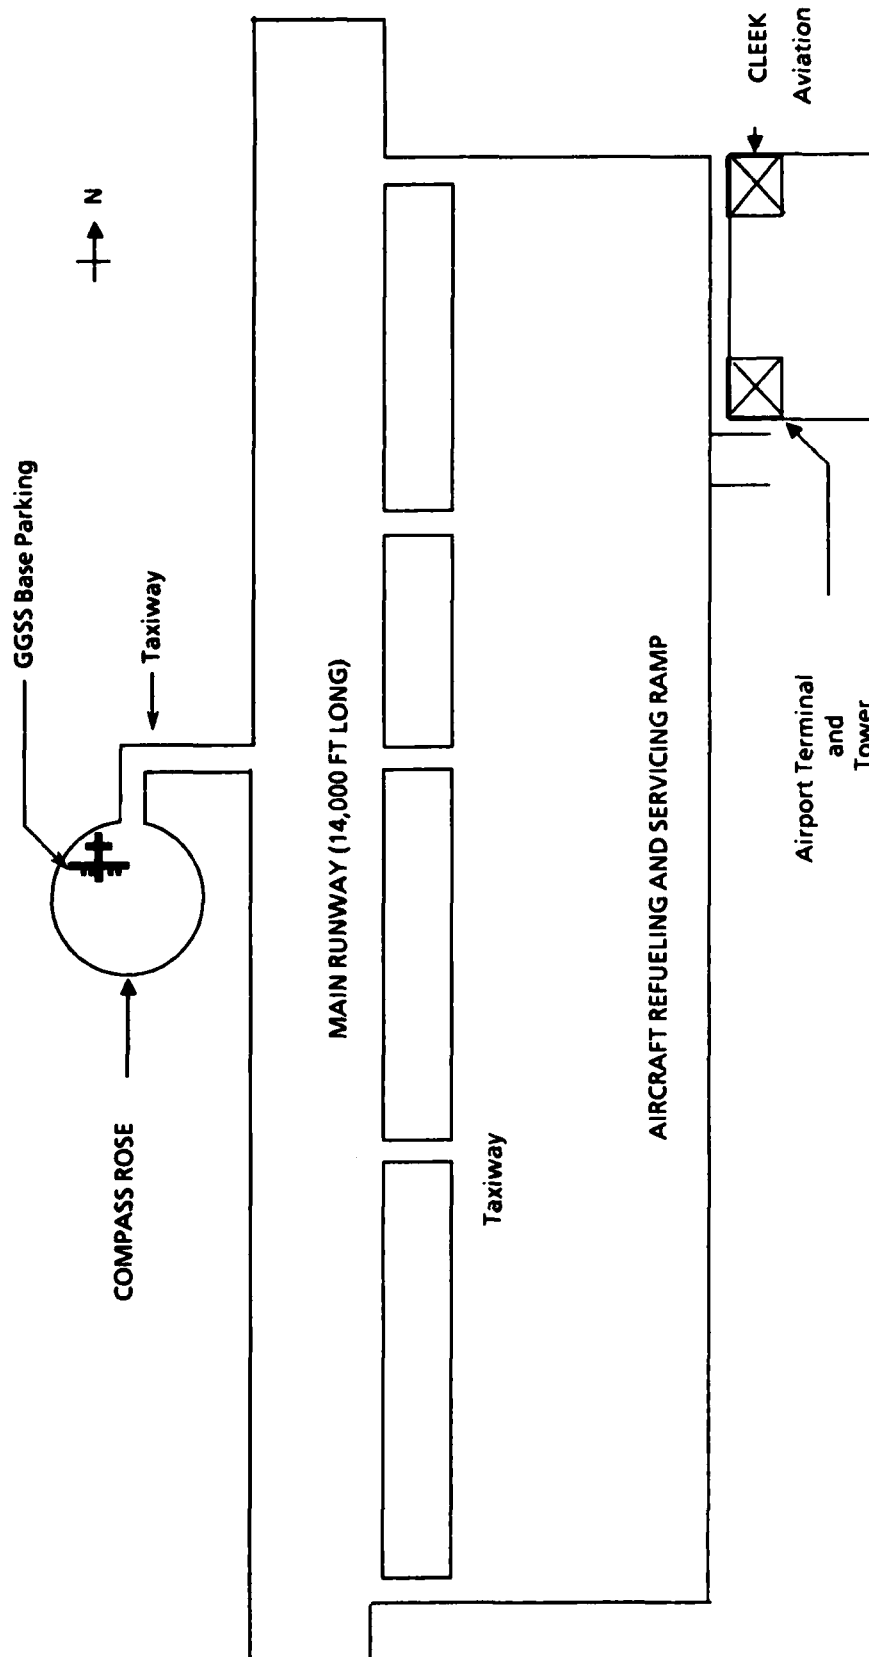 GGSS Base Parking
N
CLEEK
Aviation
Taxiway
COMPASS ROSE
MAIN RUNWAY (14,000 FT LONG)
Taxiway
AIRCRAFT REFUELING AND SERVICING RAMP
Airport Terminal
and
Tower